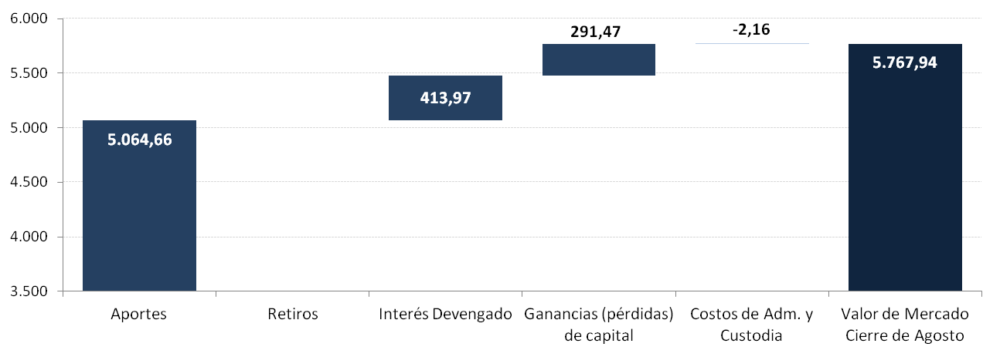 6.000
5.500
5.000
4.500
4.000
3.500
5.064,66
413,97
291,47
-2,16
5.767,94
Aportes
Retiros
Interés Devengado
Ganancias (pérdidas)
de capital
Costos de Adm. y
Custodia
Valor de Mercado
Cierre de Agosto